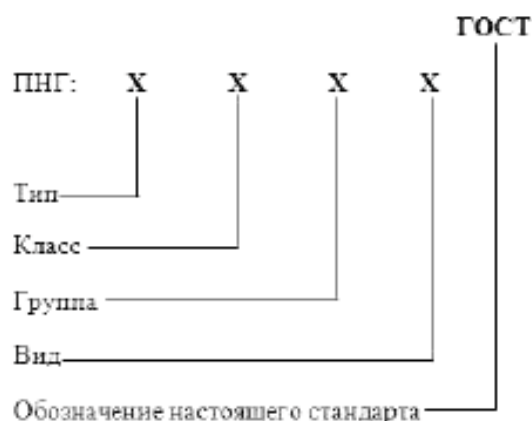 ГОСТ
ПНГ: X X X X
Тип
Класс
Группа
Вид
Обозначение настоящего стандарта